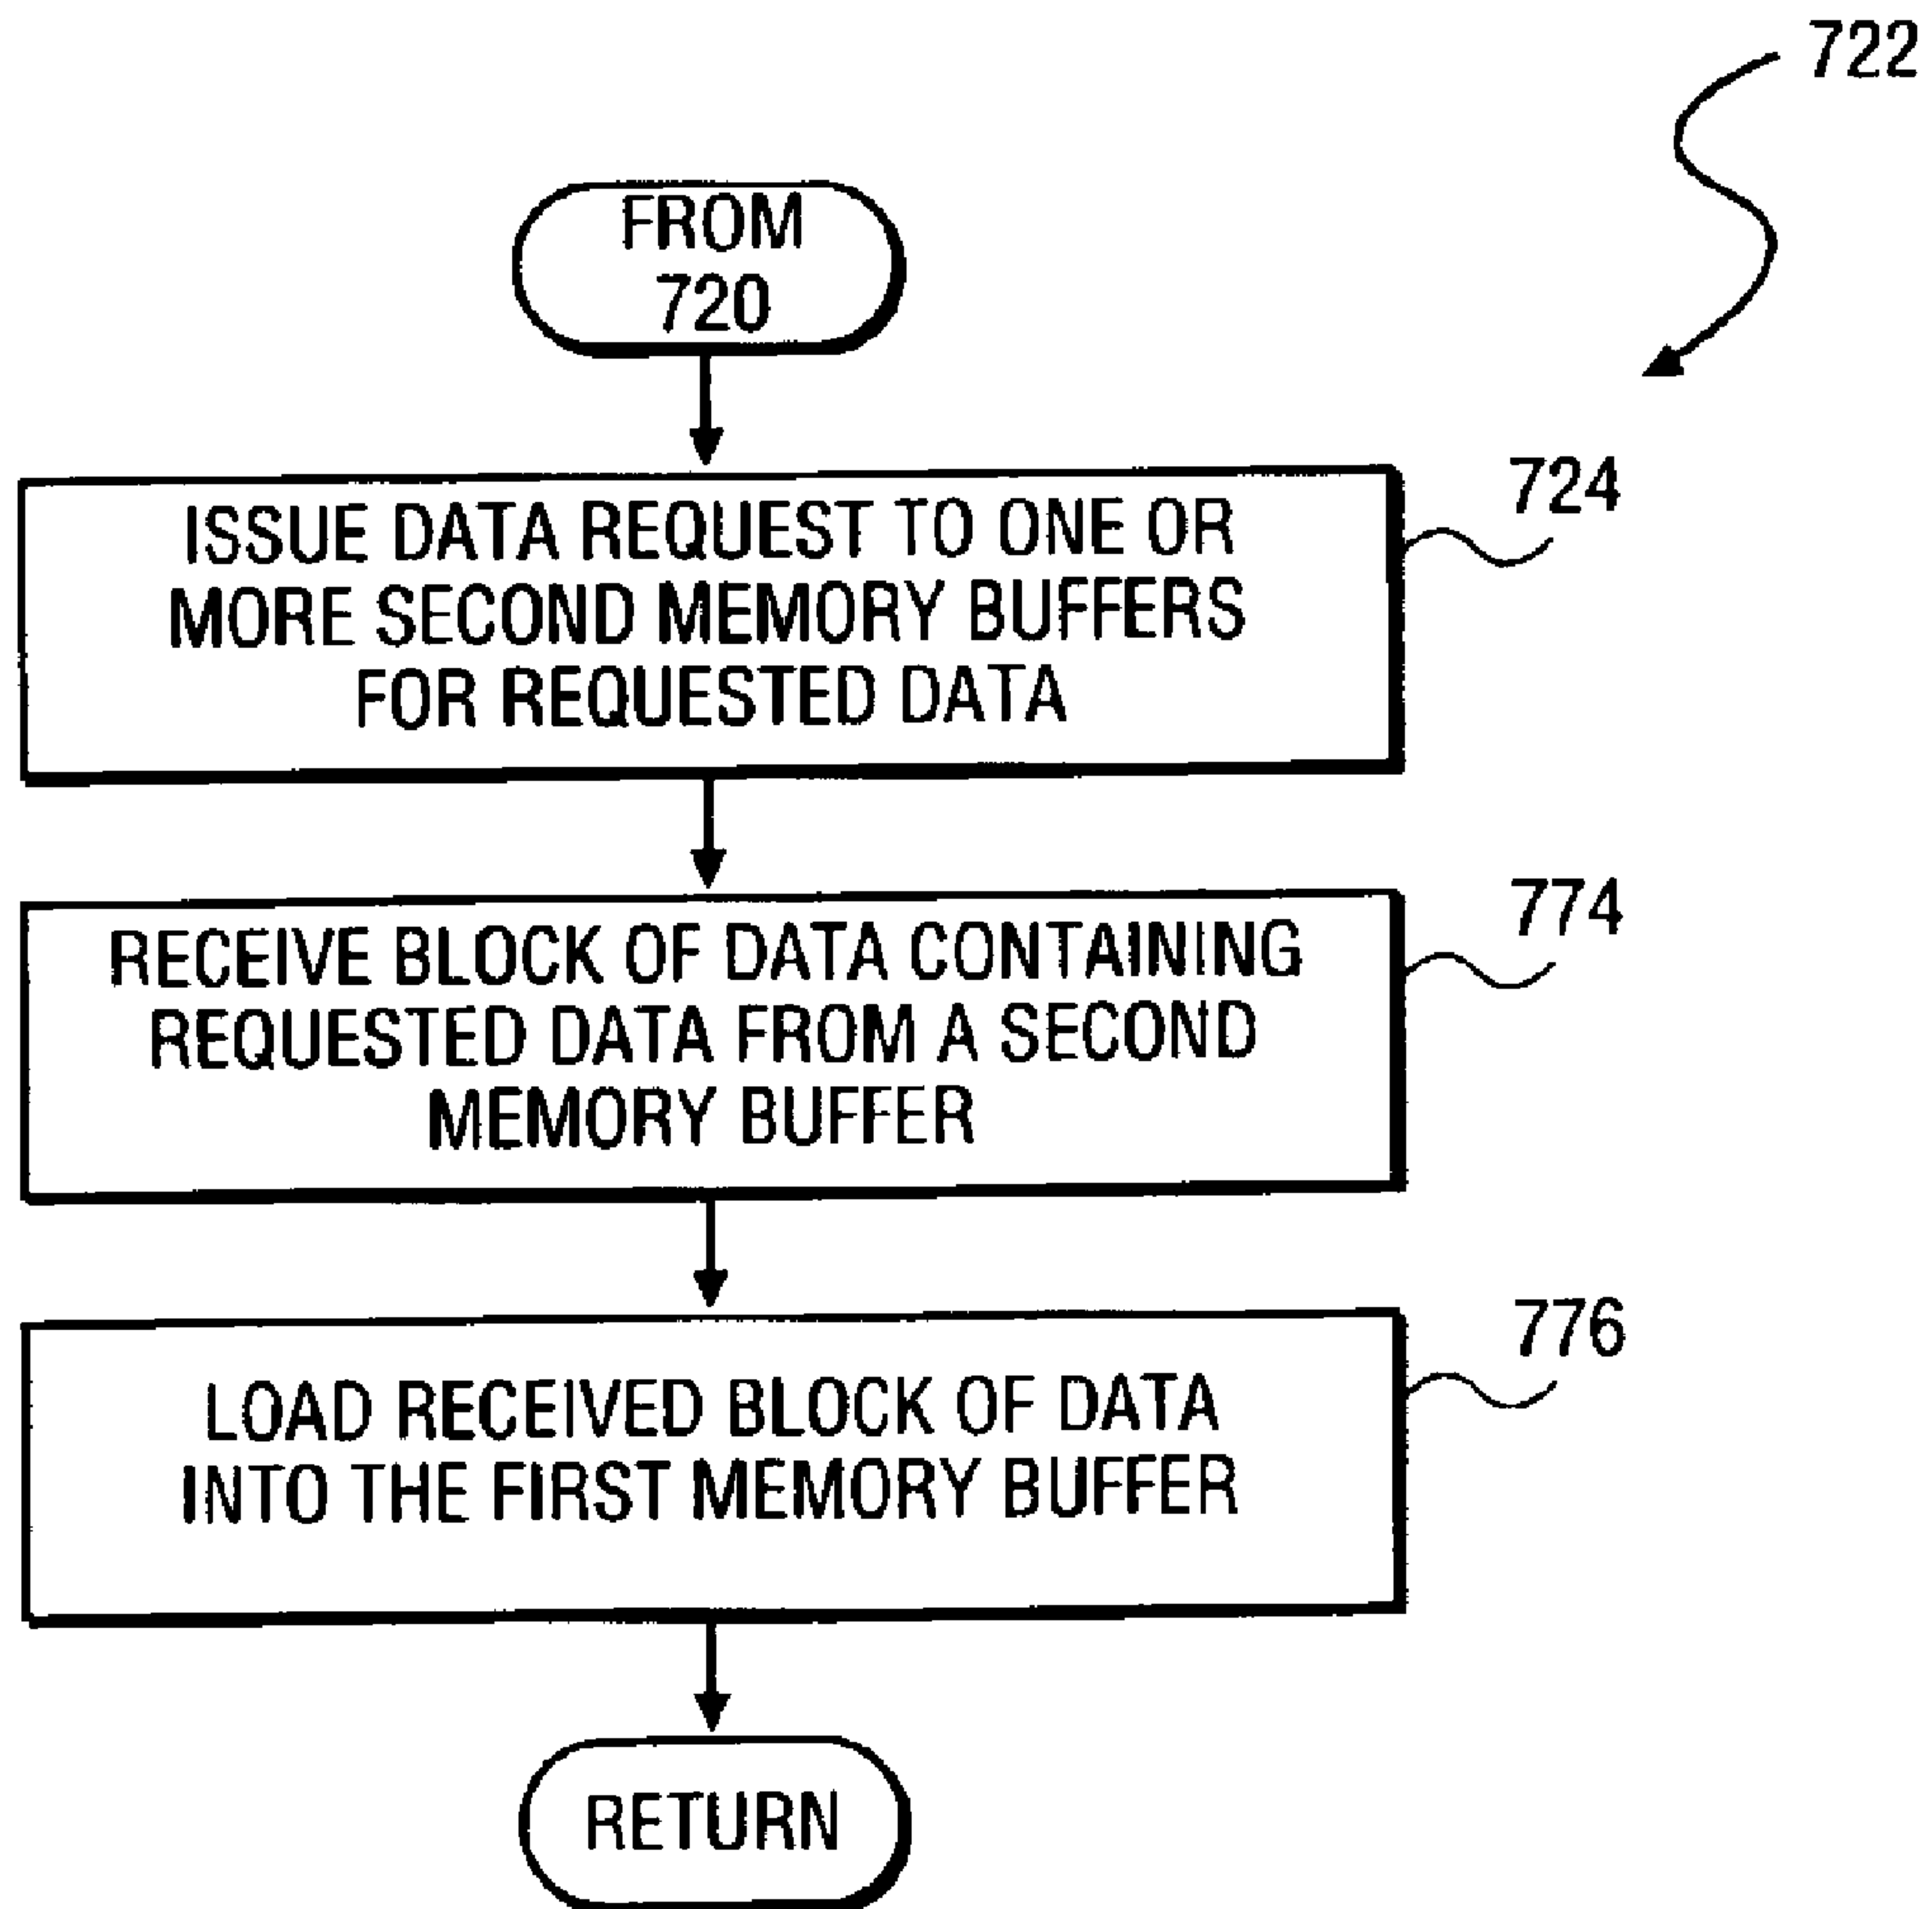 722
FROM
720
724
ISSUE DATA REQUEST TO ONE OR
MORE SECOND MEMORY BUFFERS
FOR REQUESTED DATA
774
RECEIVE BLOCK OF DATA CONTAINING
REQUESTED DATA FROM A SECOND
MEMORY BUFFER
776
LOAD RECEIVED BLOCK OF DATA
INTO THE FIRST MEMORY BUFFER
RETURN